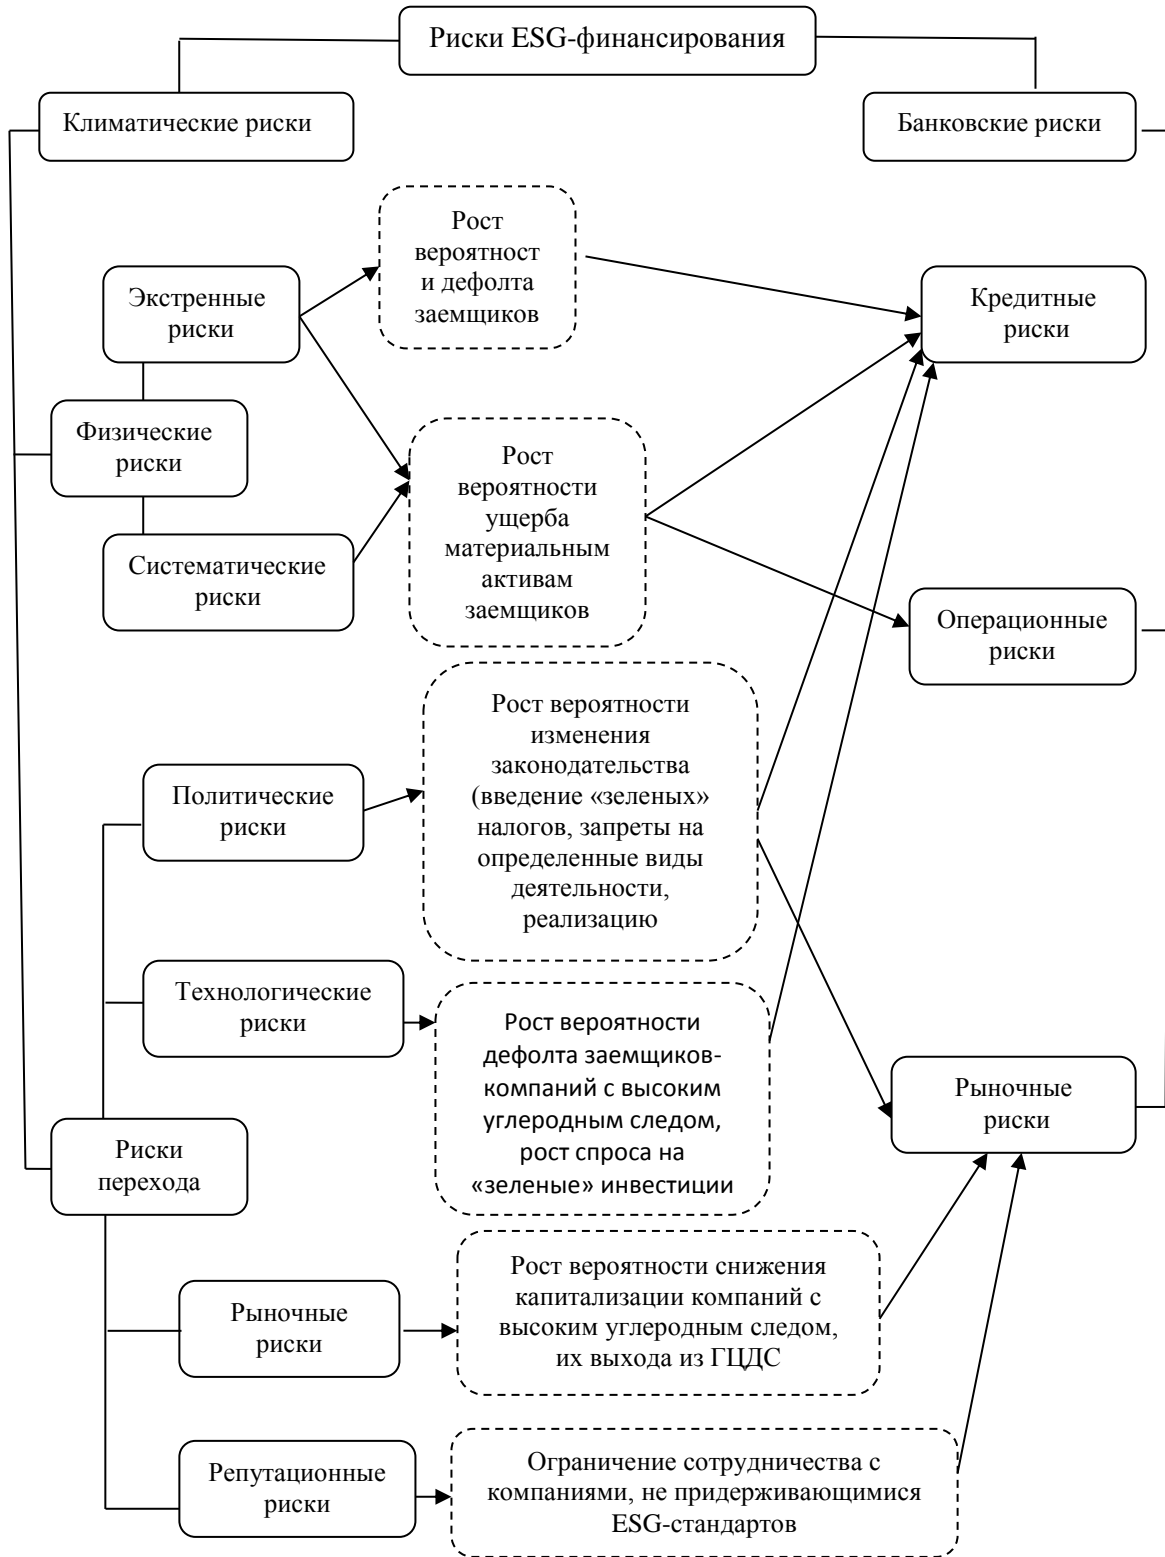 Риски ESG-финансирования
Климатические риски
Банковские риски
Рост
вероятност
и дефолта
заемщиков
Экстренные
риски
Кредитные
риски
Физические
риски
Рост
вероятности
ущерба
материальным
активам
заемщиков
Систематические
риски
Операционные
риски
Рост вероятности
изменения
законодательства
(введение «зеленых»
налогов, запреты на
определенные виды
деятельности,
реализацию
Политические
риски
Технологические
риски
Рост вероятности
дефолта заемщиков-
компаний с высоким
углеродным следом,
рост спроса на
«зеленые» инвестиции
Рыночные
риски
Риски
перехода
Рыночные
риски
Рост вероятности снижения
капитализации компаний с
высоким углеродным следом,
их выхода из ГЦДС
Репутационные
риски
Ограничение сотрудничества с
компаниями, не придерживающимися
ESG-стандартов